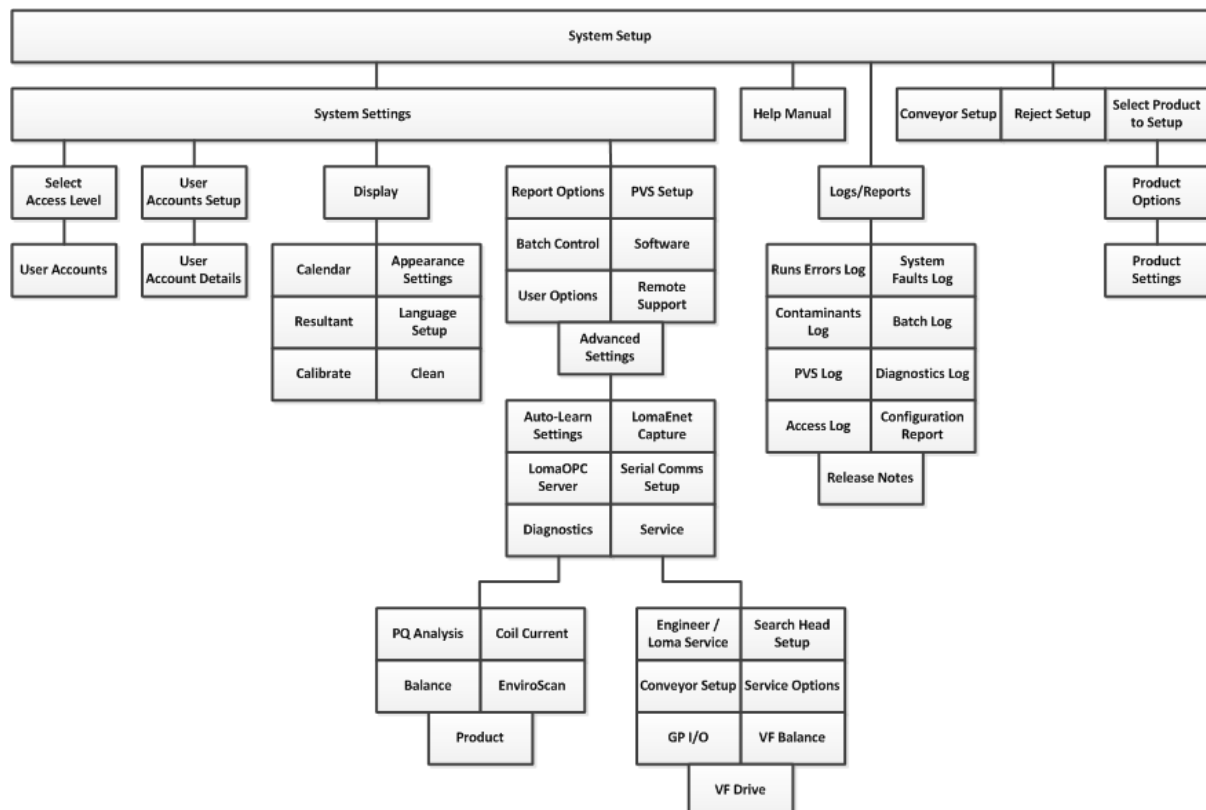 System Setup
System Settings
Help Manual
Conveyor Setup
Reject Setup
Select Product
to Setup
Select
Access Level
User
Accounts Setup
Display
Report Options
PVS Setup
Logs/Reports
Product
Options
User Accounts
User
Account Details
Calendar
Appearance
Settings
Batch Control
Software
Runs Errors Log
System
Faults Log
Product
Settings
User Options
Remote
Support
Resultant
Language
Setup
Contaminants
Log
Batch Log
Advanced
Settings
Calibrate
Clean
PVS Log
Diagnostics Log
Auto-Learn
Settings
LomaEnet
Capture
Access Log
Configuration
Report
LomaOPC
Server
Serial Comms
Setup
Release Notes
Diagnostics
Service
PQ Analysis
Coil Current
Engineer /
Loma Service
Search Head
Setup
Balance
EnviroScan
Conveyor Setup
Service Options
Product
GP I/O
VF Balance
VF Drive